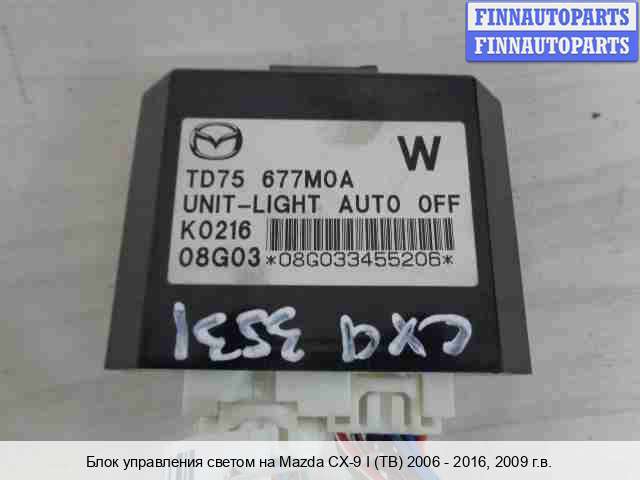 FINNAUTOPARTS
FINNAUTOPARTS
W
TD75 677M0A
UNIT-LIGHT AUTO OFF
K0216
08G03 *08G033455206*
CX9 3531
Блок управления светом на Mazda CX-9 I (TB) 2006 - 2016, 2009 г.в.